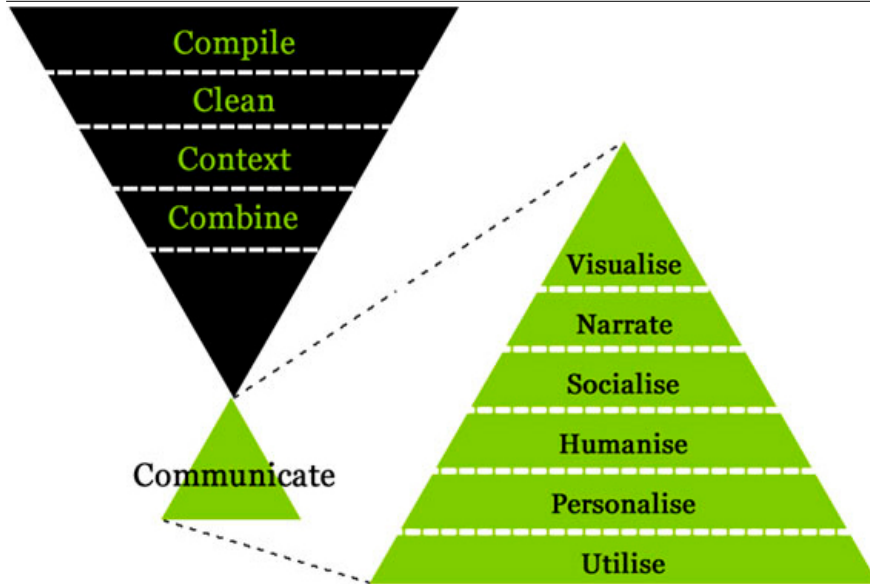 Compile
Clean
Context
Combine
Communicate
Visualise
Narrate
Socialise
Humanise
Personalise
Utilise